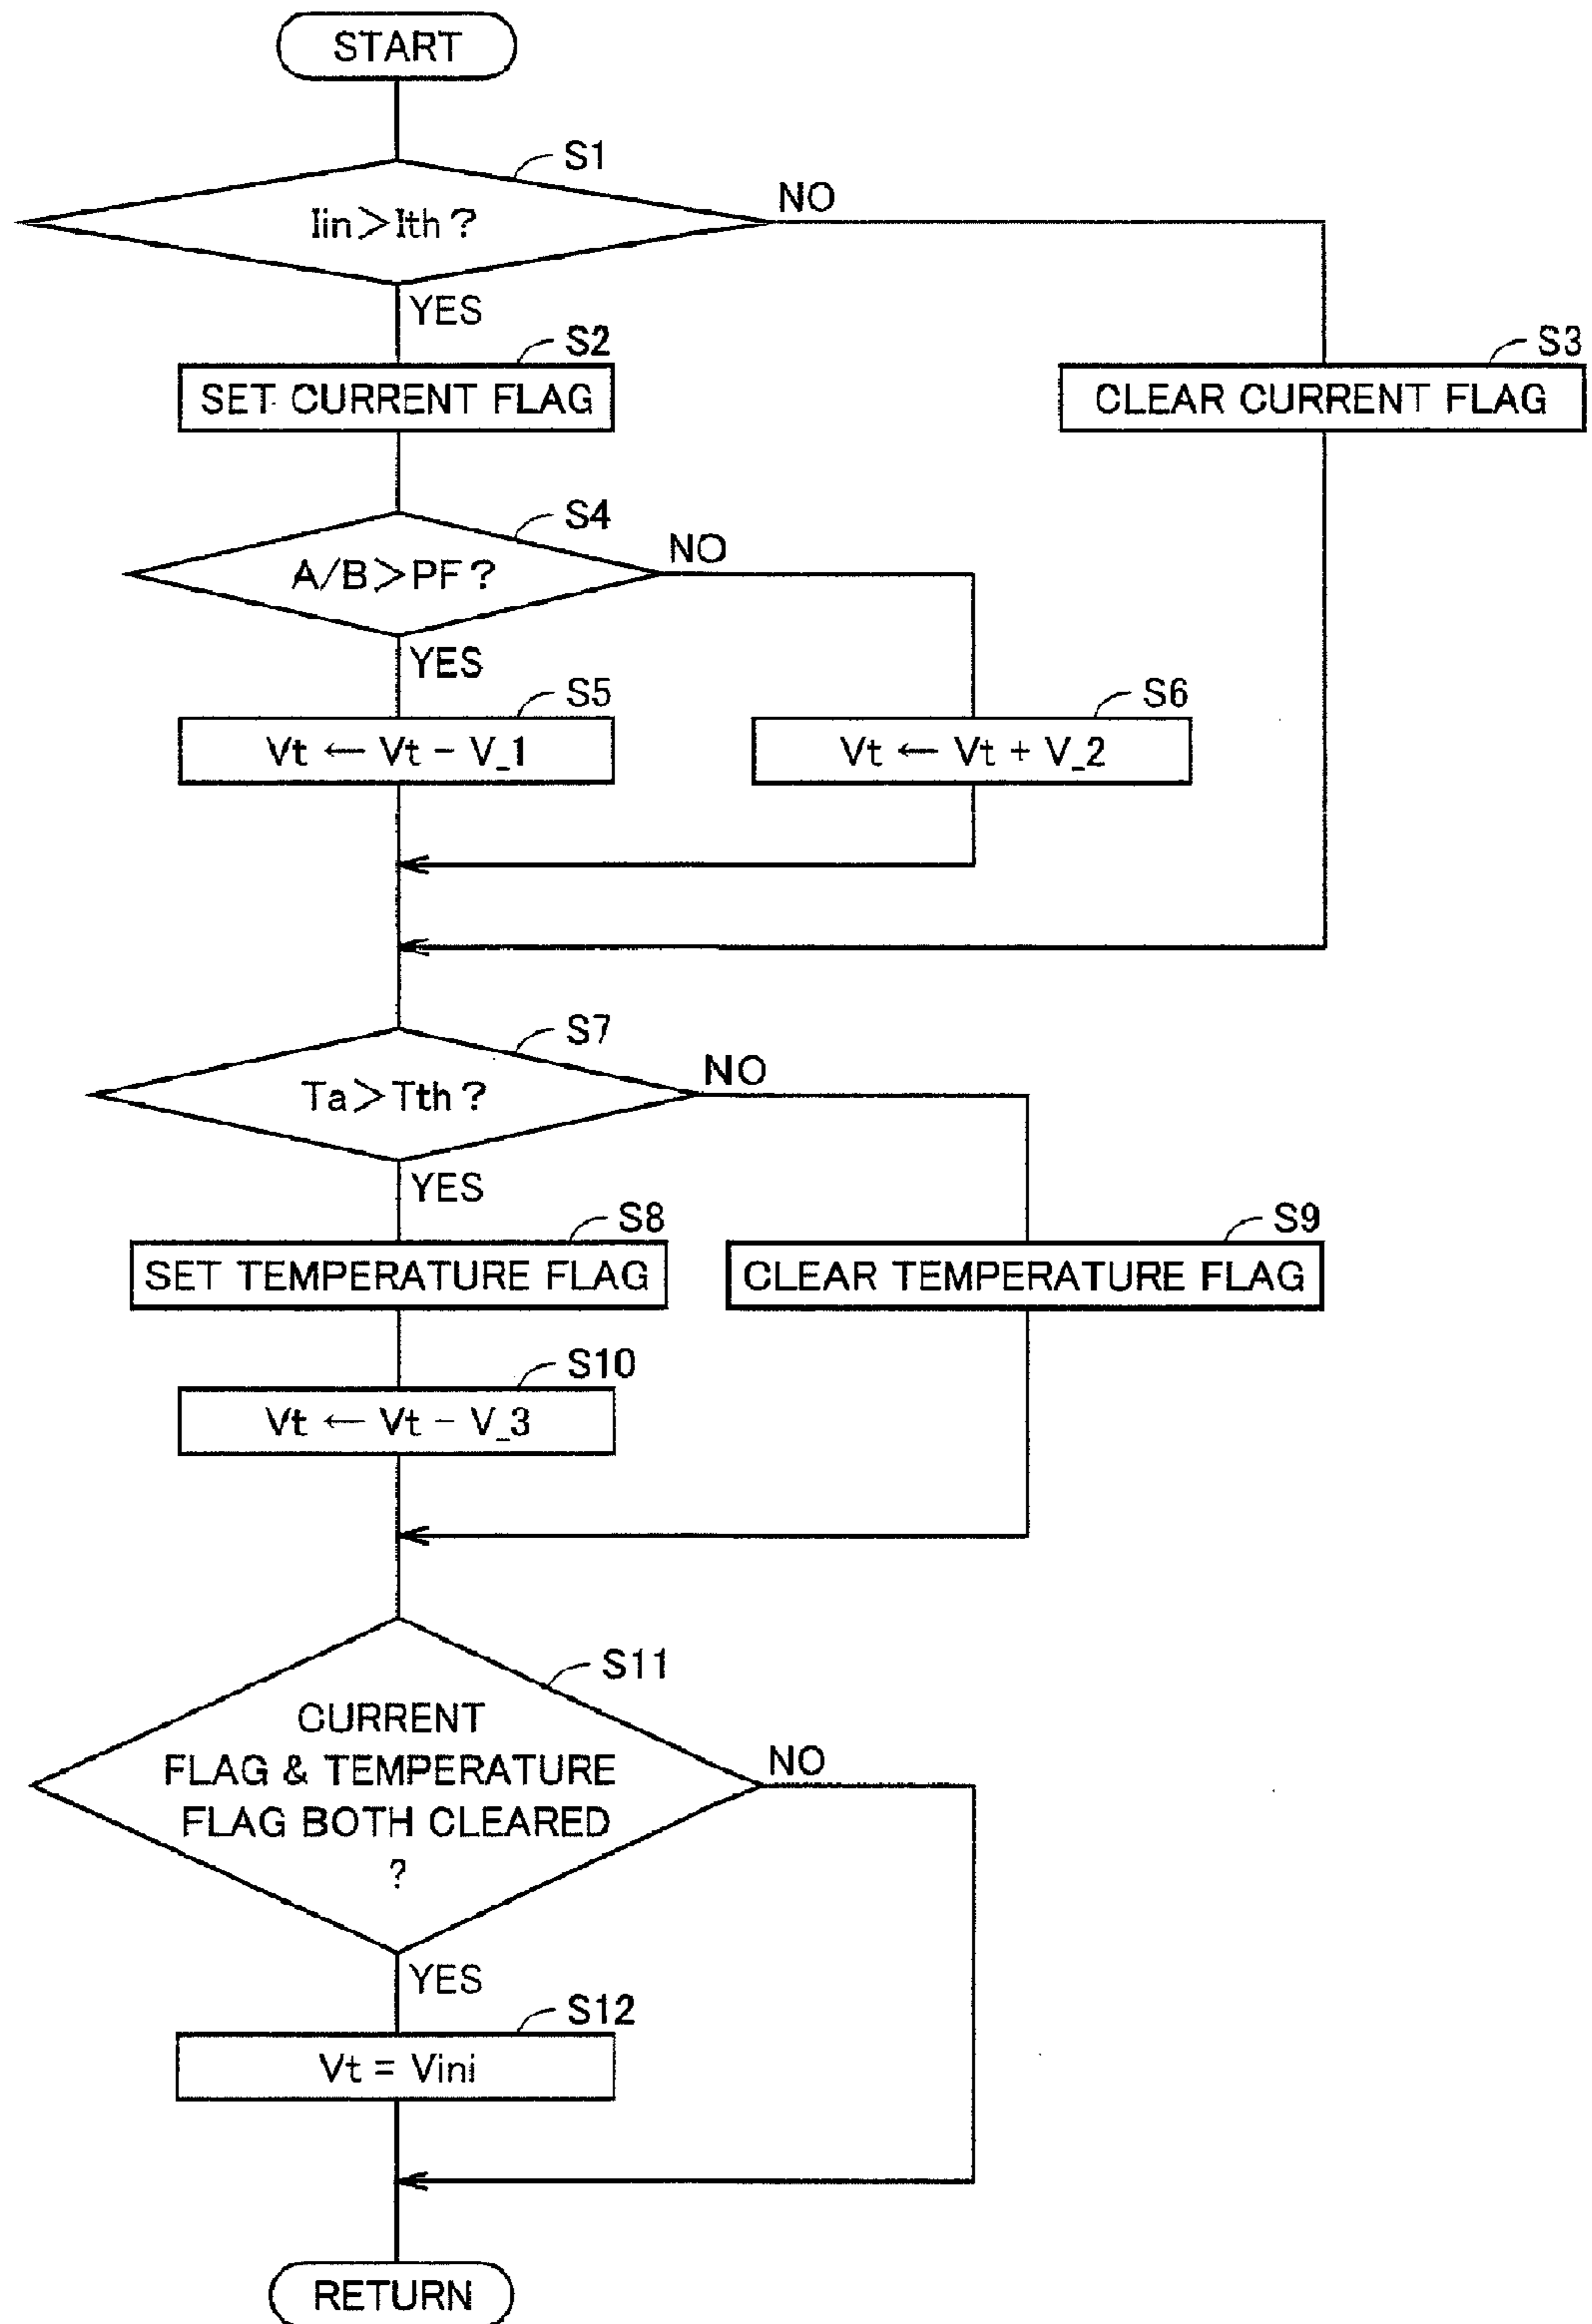 START
S1
Iin>Ith?
NO
YES
S2
SET CURRENT FLAG
S3
CLEAR CURRENT FLAG
S4
A/B>PF?
NO
YES
S5
Vt ← Vt - V_1
S6
Vt ← Vt + V_2
S7
Ta>Tth?
NO
YES
S8
SET TEMPERATURE FLAG
S9
CLEAR TEMPERATURE FLAG
S10
Vt ← Vt - V_3
S11
CURRENT
FLAG & TEMPERATURE
FLAG BOTH CLEARED
?
NO
YES
S12
Vt = Vini
RETURN